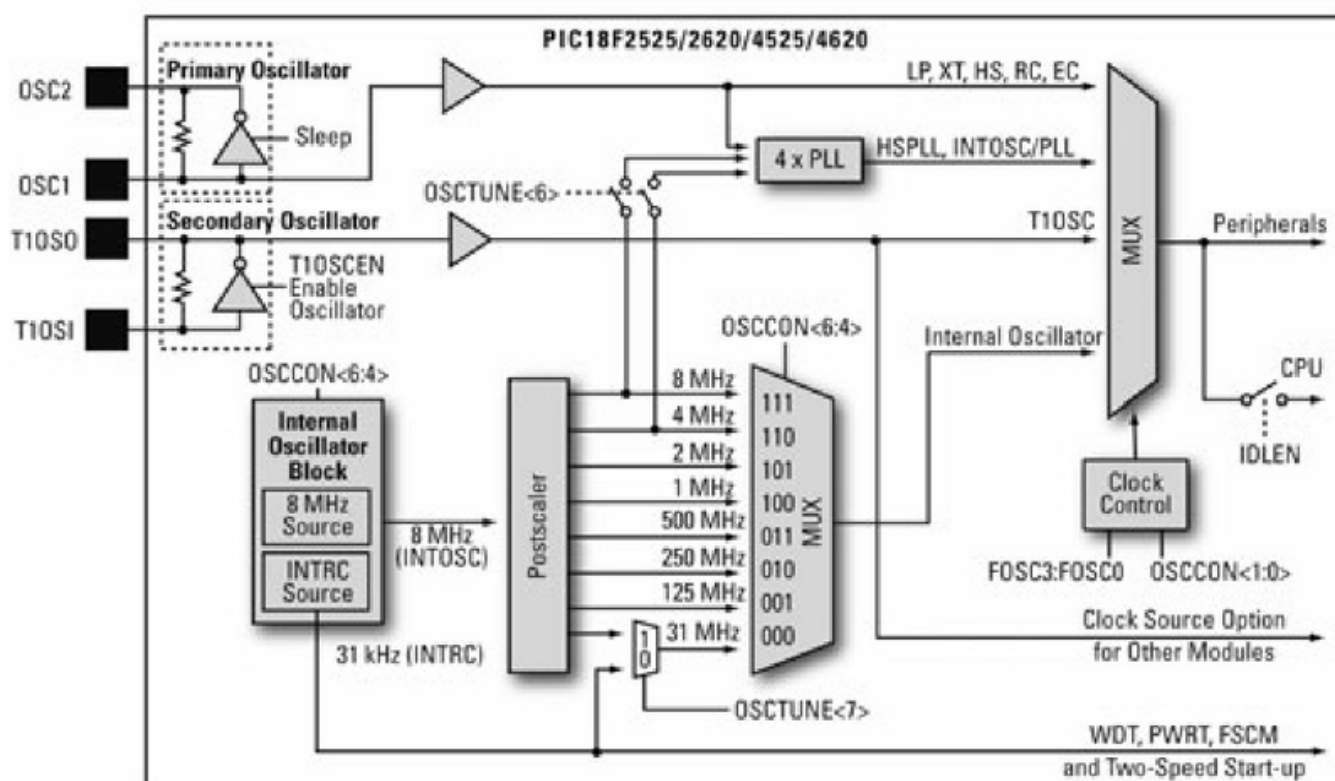 PIC18F2525/2620/4525/4620
Primary Oscillator
LP, XT, HS, RC, EC
OSC2
Sleep
4 x PLL
HSPLL, INTOSC/PLL
OSC1
OSCTUNE<6>
Secondary Oscillator
T1OSO
T1OSC
Peripherals
MUX
T1OSCEN
Enable
Oscillator
T1OSI
OSCCON<6:4>
Internal Oscillator
OSCCON<6:4>
CPU
IDLEN
Internal
Oscillator
Block
8 MHz
Source
INTRC
Source
8 MHz
(INTOSC)
31 kHz (INTRC)
Postscaler
8 MHz
4 MHz
2 MHz
1 MHz
500 MHz
250 MHz
125 MHz
31 MHz
111
110
101
100
011
010
001
000
MUX
1
0
OSCTUNE<7>
Clock
Control
FOSC3:FOSC0
OSCCON<1:0>
Clock Source Option
for Other Modules
WDT, PWRT, FSCM
and Two-Speed Start-up